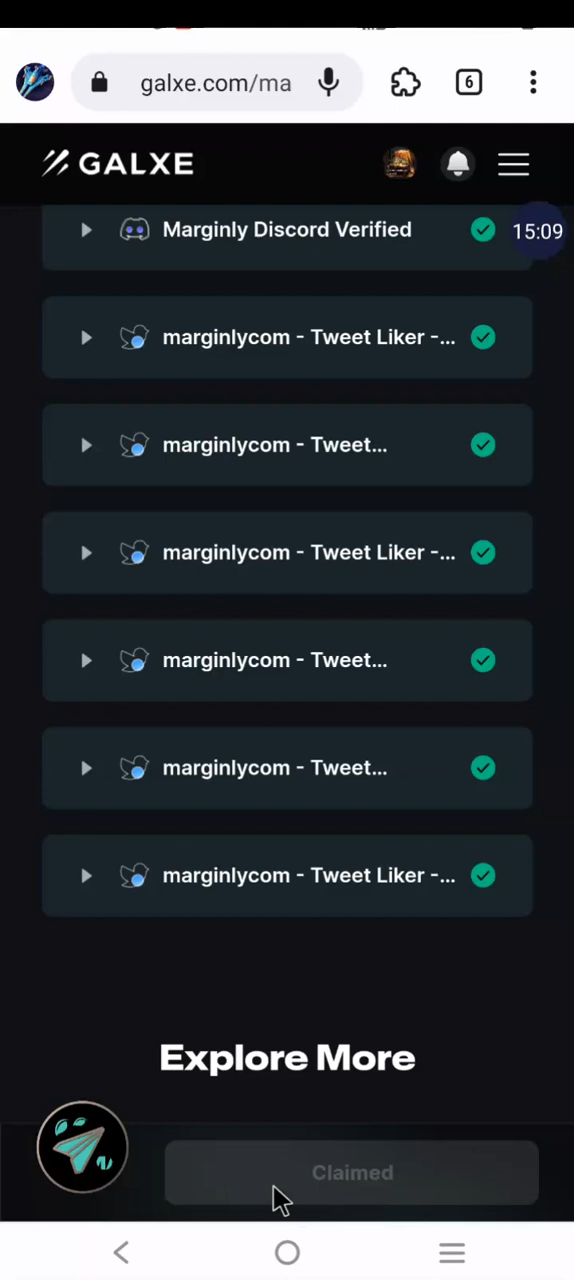 galxe.com/ma
6
GALXE
Marginly Discord Verified
15:09
marginlycom - Tweet Liker -...
marginlycom - Tweet...
marginlycom - Tweet Liker -...
marginlycom - Tweet...
marginlycom - Tweet...
marginlycom - Tweet Liker -...
Explore More
Claimed